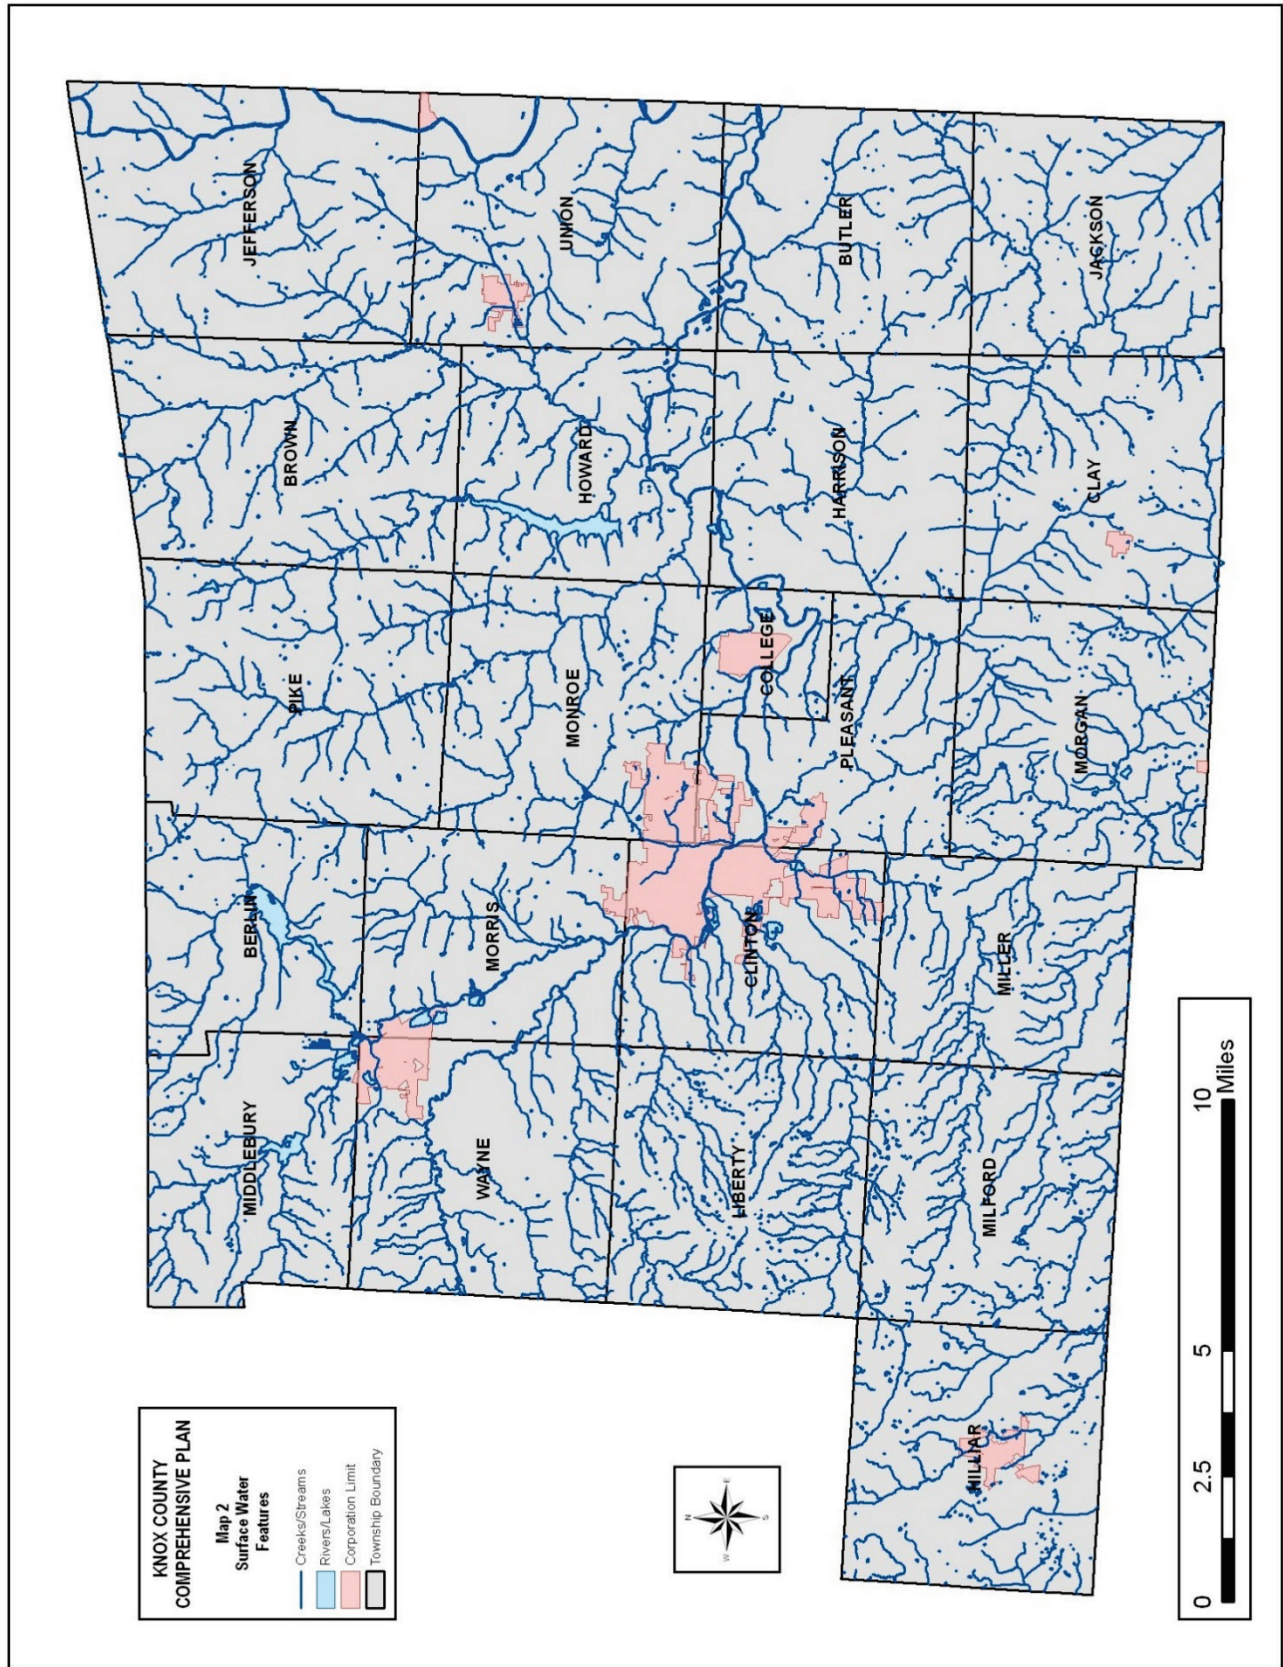 KNOX COUNTY
COMPREHENSIVE PLAN
Map 2
Surface Water
Features
Creeks/Streams
Rivers/Lakes
Corporation Limit
Township Boundary
N
W
E
S
MIDDLEBURY
BERLIN
PIKE
BROWN
JEFFERSON
WAYNE
MORRIS
MONROE
HOWARD
UNION
LIBERTY
CLINTON
COLLEGE
PLEASANT
HARRISON
BUTLER
HILLIAR
MILFORD
MILLER
MORGAN
CLAY
JACKSON
0
2.5
5
10
Miles